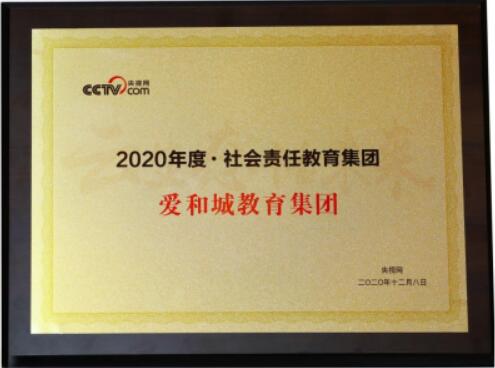 央视网
CCTV.com
2020年度·社会责任教育集团
爱和城教育集团
央视网
二〇二〇年十二月八日